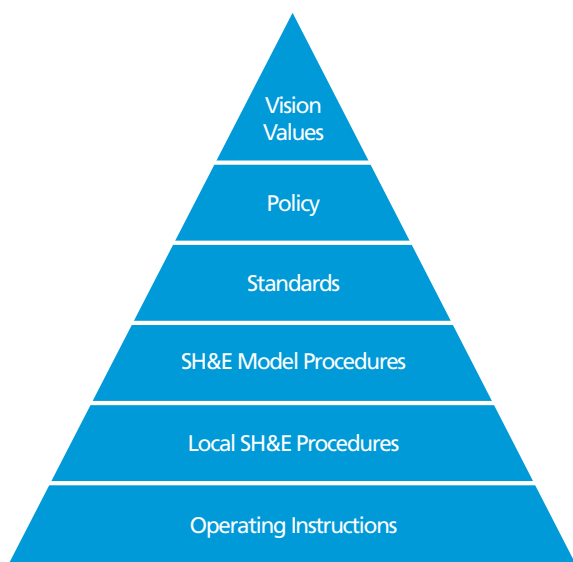 Vision
Values
Policy
Standards
SH&E Model Procedures
Local SH&E Procedures
Operating Instructions